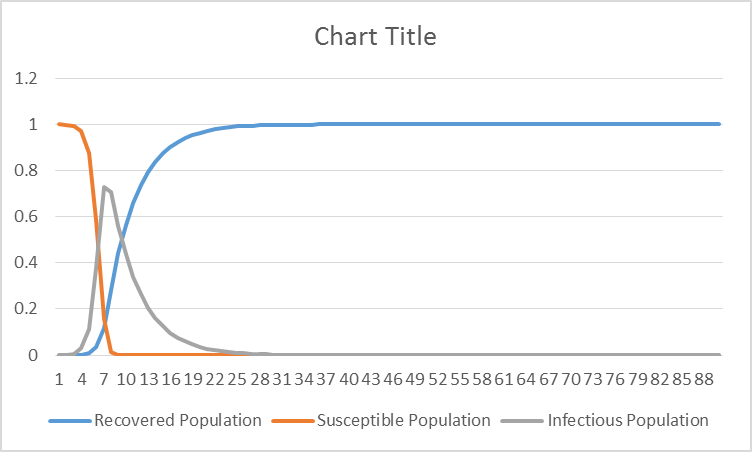 Chart Title
1.2
1
0.8
0.6
0.4
0.2
0
1 4 7 10 13 16 19 22 25 28 31 34 37 40 43 46 49 52 55 58 61 64 67 70 73 76 79 82 85 88
Recovered Population Susceptible Population Infectious Population